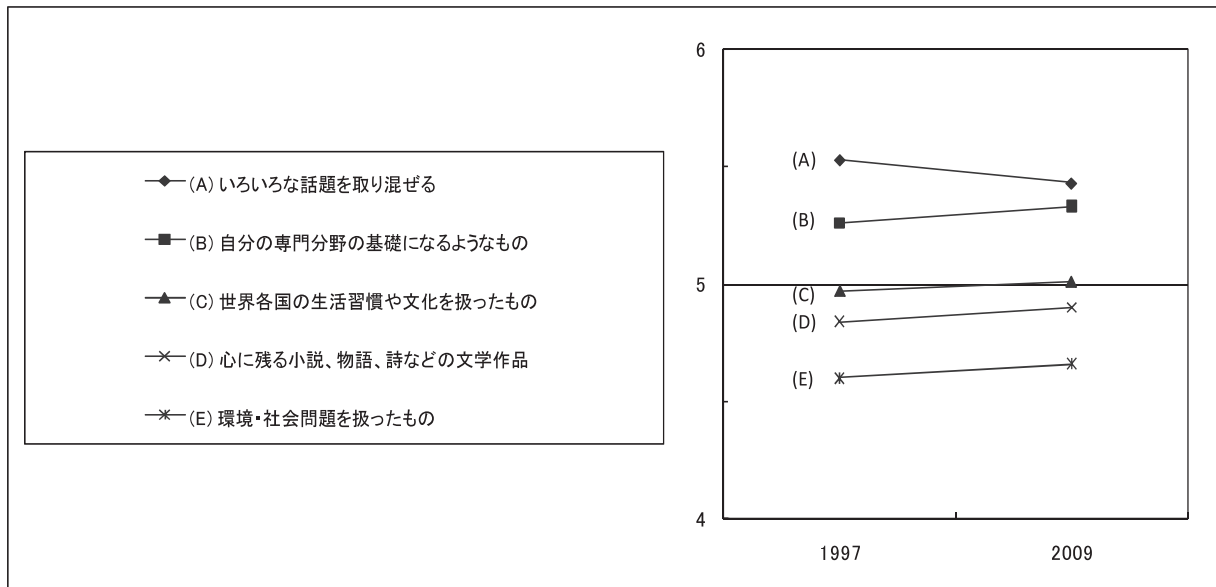 (A) いろいろな話題を取り混ぜる
(B) 自分の専門分野の基礎になるようなもの
(C) 世界各国の生活習慣や文化を扱ったもの
(D) 心に残る小説、物語、詩などの文学作品
(E) 環境・社会問題を扱ったもの
6
(A)
(B)
5
(C)
(D)
(E)
4
1997 2009